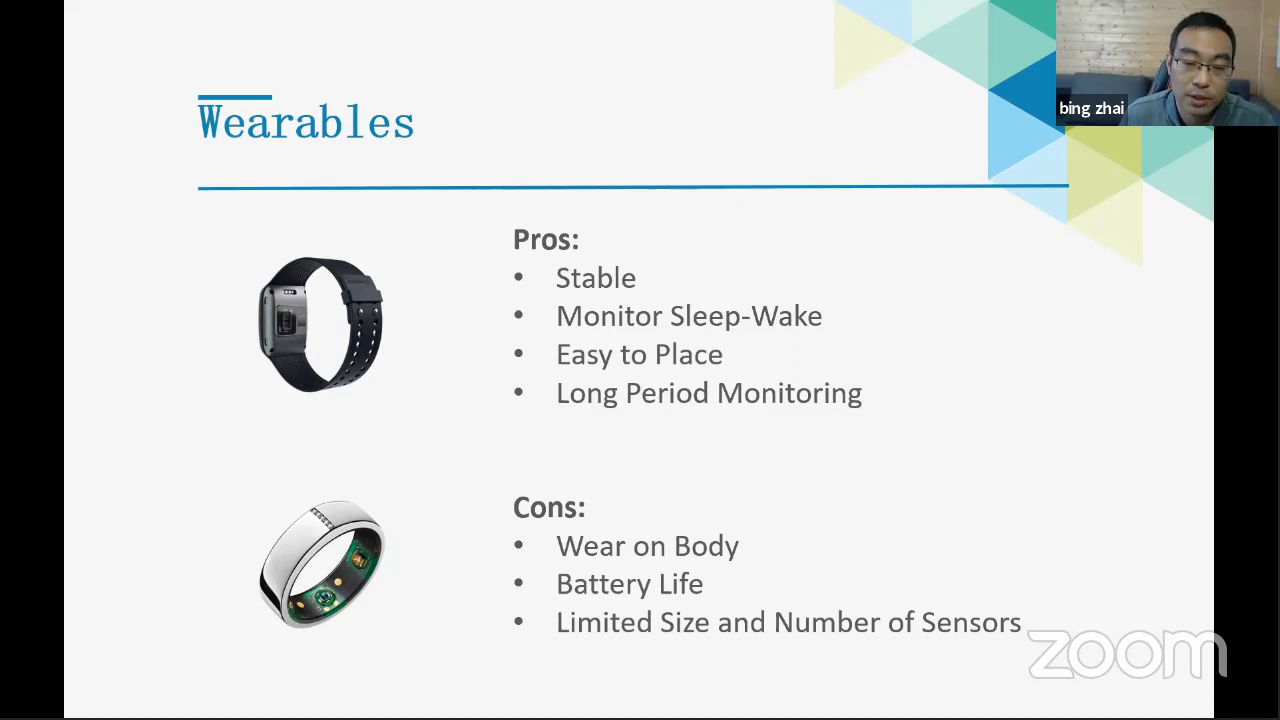 bing zhai
Wearables
Pros:
• Stable
• Monitor Sleep-Wake
• Easy to Place
• Long Period Monitoring
Cons:
• Wear on Body
• Battery Life
• Limited Size and Number of Sensors
zoom